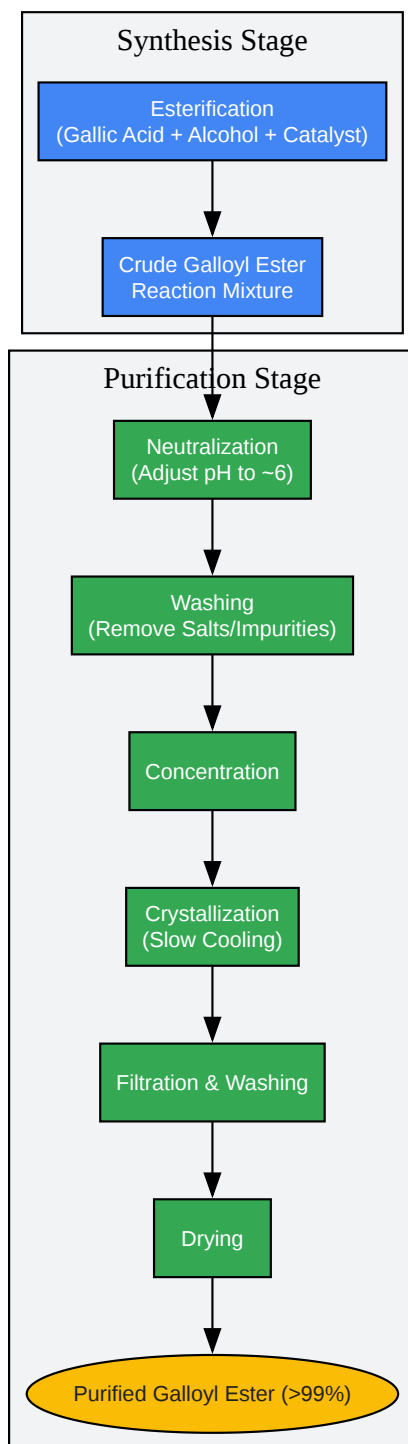 Synthesis Stage
Esterification
(Gallic Acid + Alcohol + Catalyst)
Crude Galloyl Ester
Reaction Mixture
Purification Stage
Neutralization
(Adjust pH to ~6)
Washing
(Remove Salts/Impurities)
Concentration
Crystallization
(Slow Cooling)
Filtration & Washing
Drying
Purified Galloyl Ester (>99%)